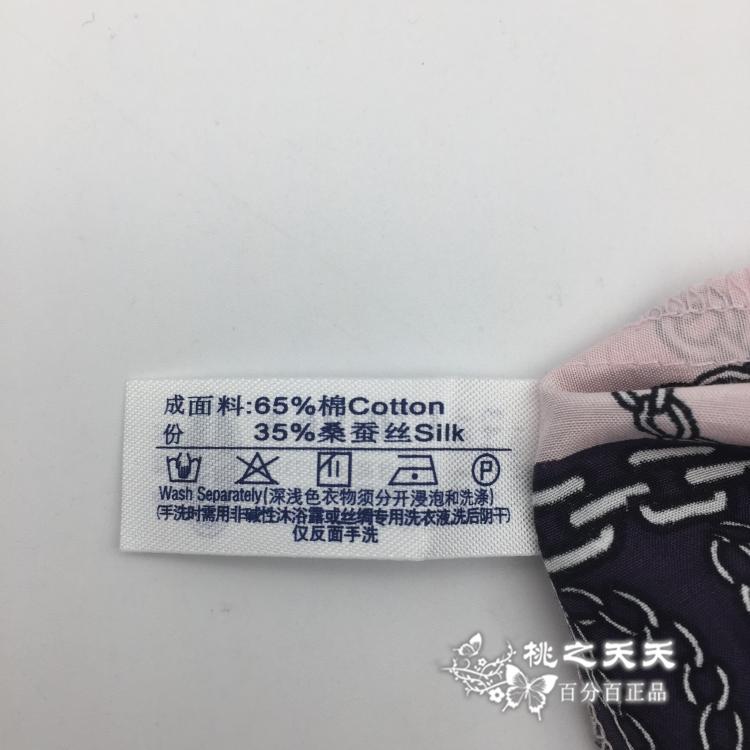 成面料:65%棉Cotton
份 35%桑蚕丝Silk
P
Wash Separately(深浅色衣物须分开浸泡和洗涤)
(手洗时需用非碱性沐浴露或丝绸专用洗衣液洗后阴干)
仅反面手洗
桃之夭夭
百分百正品